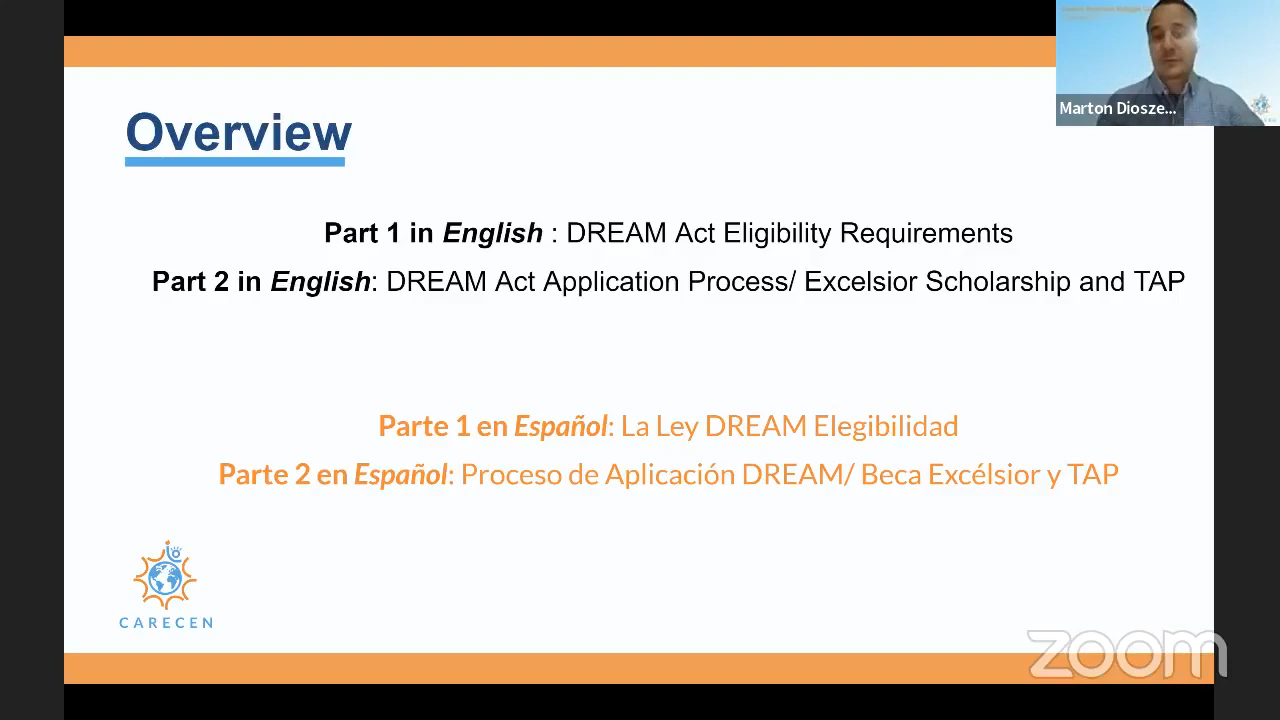 Overview
Part 1 in English : DREAM Act Eligibility Requirements
Part 2 in English: DREAM Act Application Process/ Excelsior Scholarship and TAP
Parte 1 en Español: La Ley DREAM Elegibilidad
Parte 2 en Español: Proceso de Aplicación DREAM/ Beca Excélsior y TAP
CARECEN
Marton Diosze...
zoom